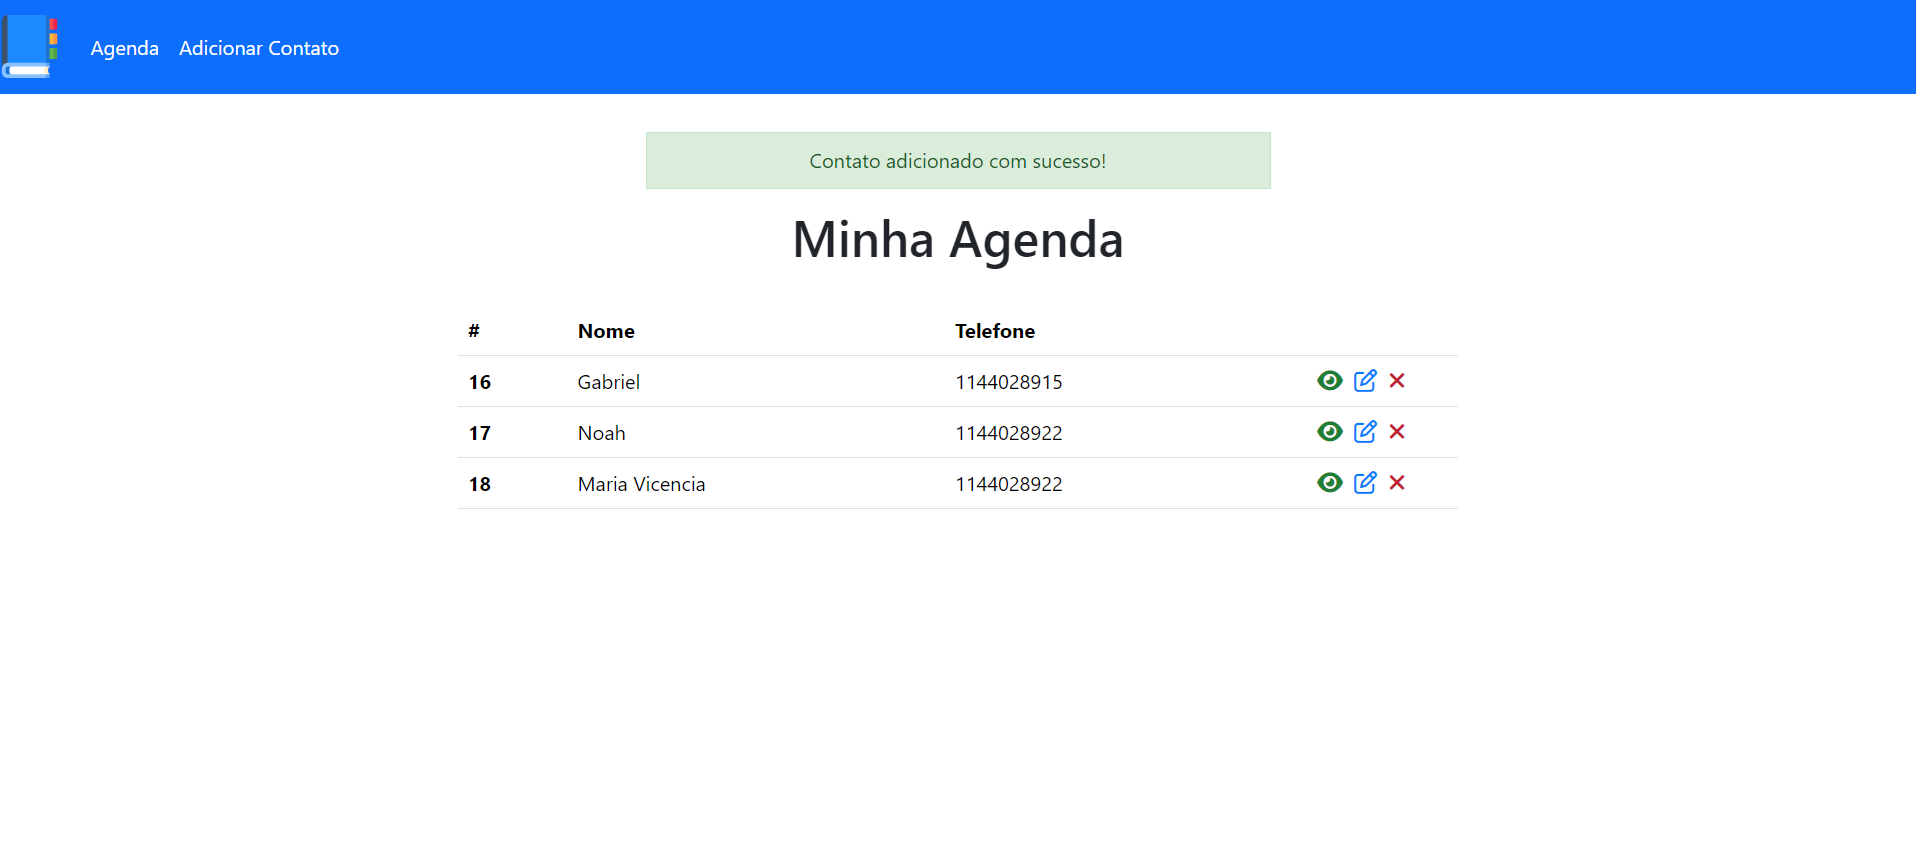 Agenda Adicionar Contato
Contato adicionado com sucesso!
Minha Agenda
# Nome Telefone
16 Gabriel 1144028915
17 Noah 1144028922
18 Maria Vicencia 1144028922